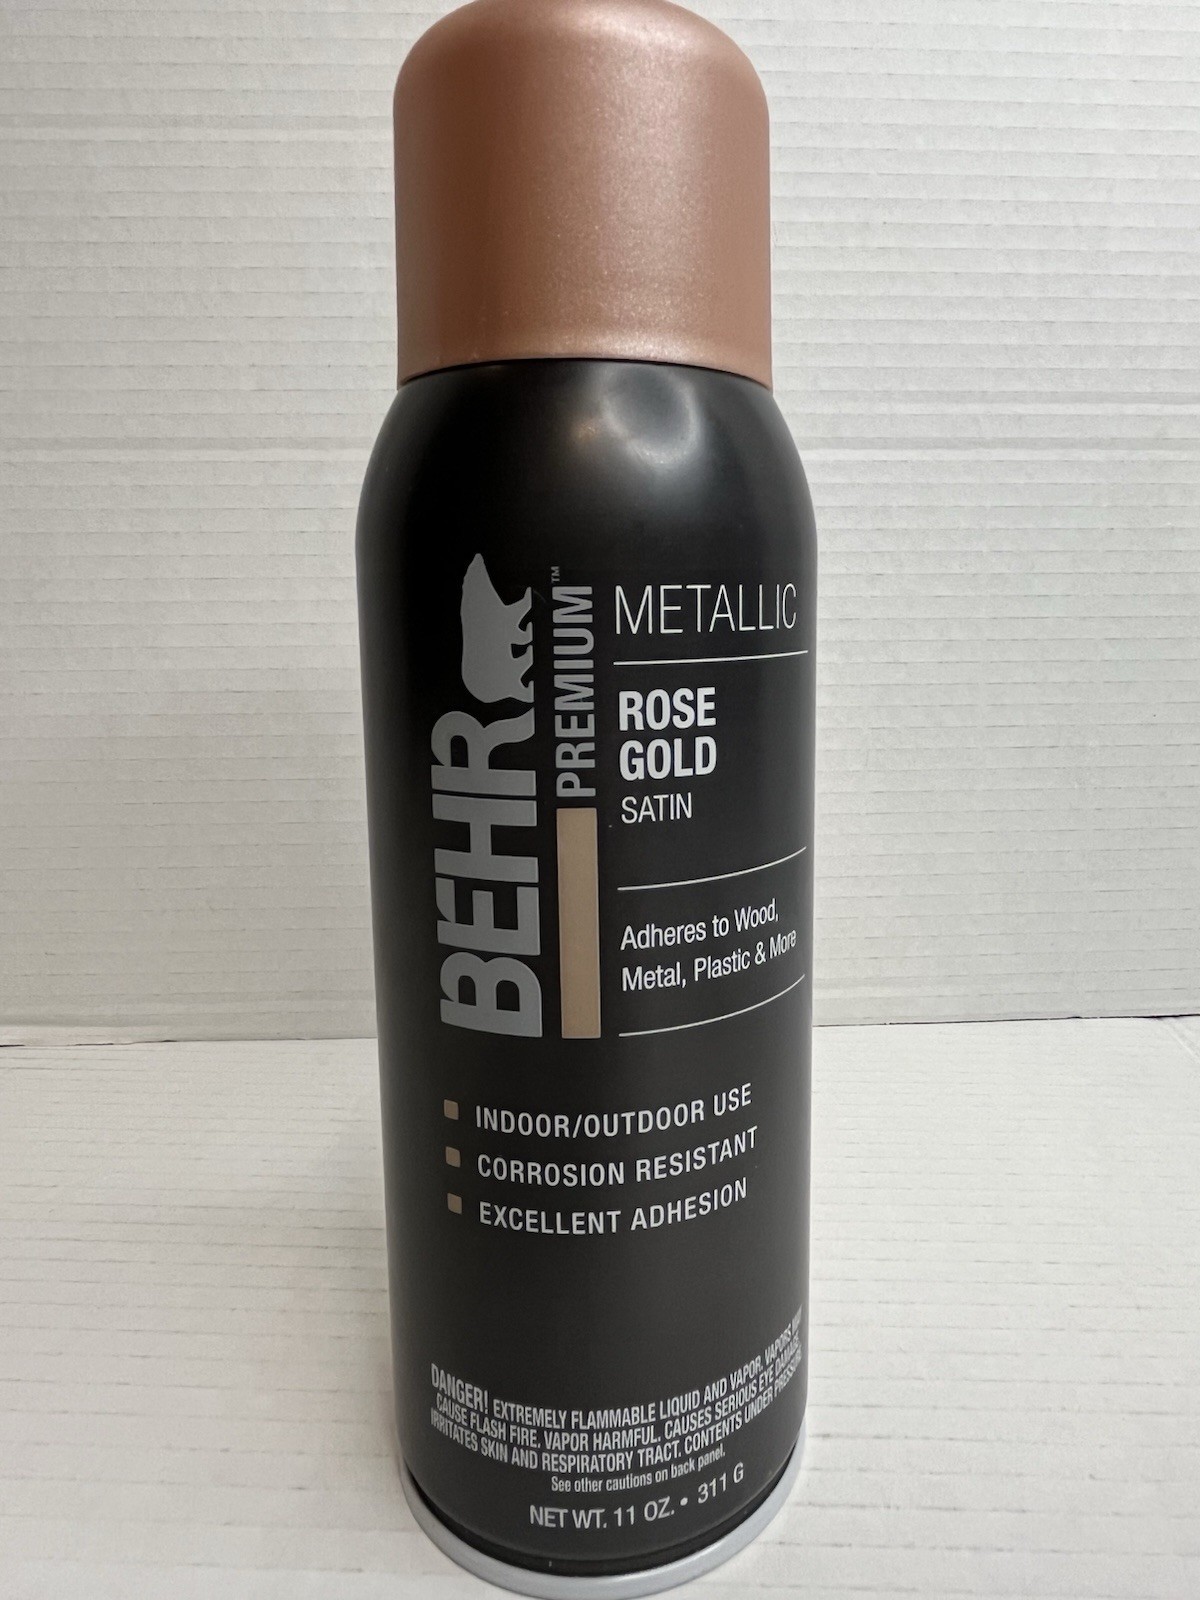 BEHR
PREMIUM™
METALLIC
ROSE
GOLD
SATIN
Adheres to Wood,
Metal, Plastic & More
INDOOR/OUTDOOR USE
CORROSION RESISTANT
EXCELLENT ADHESION
DANGER! EXTREMELY FLAMMABLE LIQUID AND VAPOR. VAPORS MAY
CAUSE FLASH FIRE. VAPOR HARMFUL. CAUSES SERIOUS EYE DAMAGE.
IRRITATES SKIN AND RESPIRATORY TRACT. CONTENTS UNDER PRESSURE.
See other cautions on back panel.
NET WT. 11 OZ. • 311 G